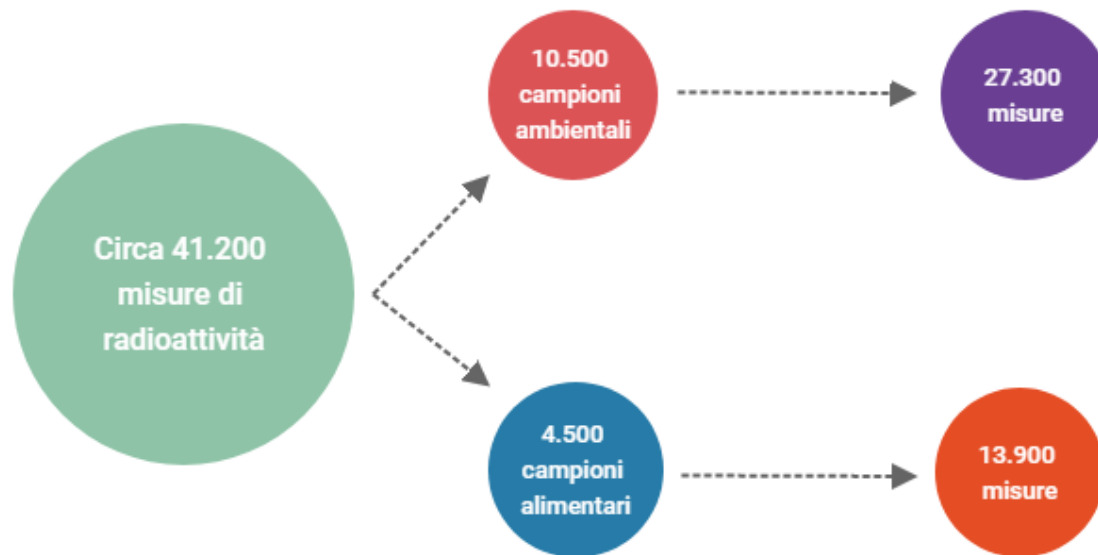 Circa 41.200
misure di
radioattività
10.500
campioni
ambientali
27.300
misure
4.500
campioni
alimentari
13.900
misure